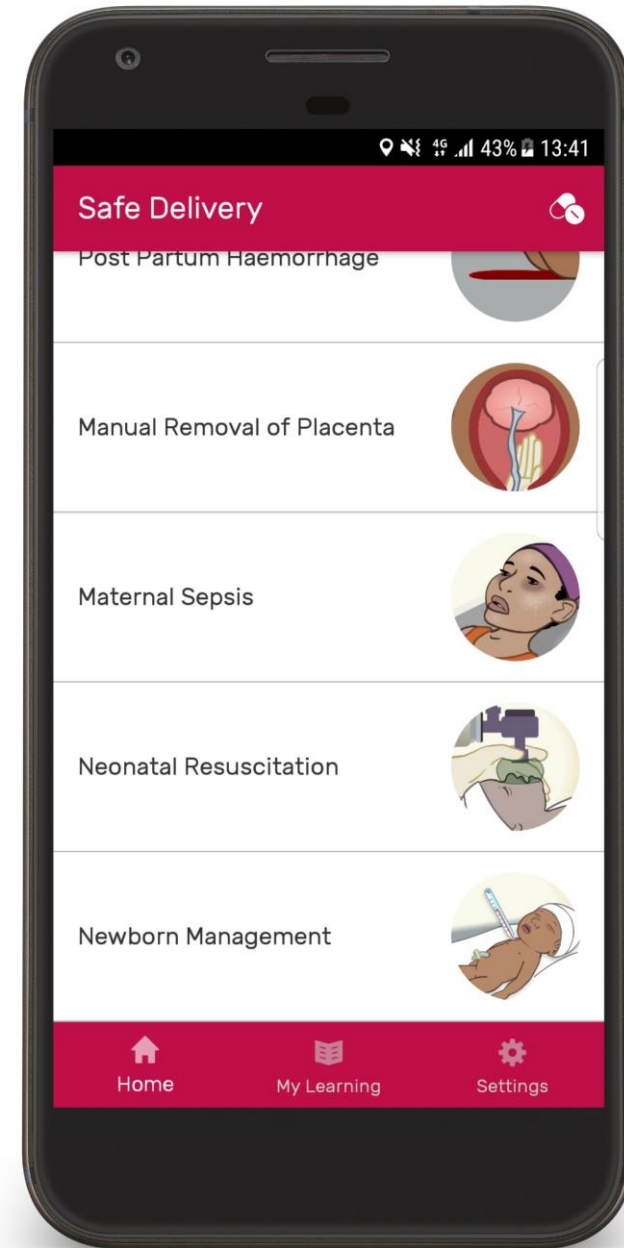 4G 43% 13:41
Safe Delivery
Post Partum Haemorrhage
Manual Removal of Placenta
Maternal Sepsis
Neonatal Resuscitation
Newborn Management
Home My Learning Settings